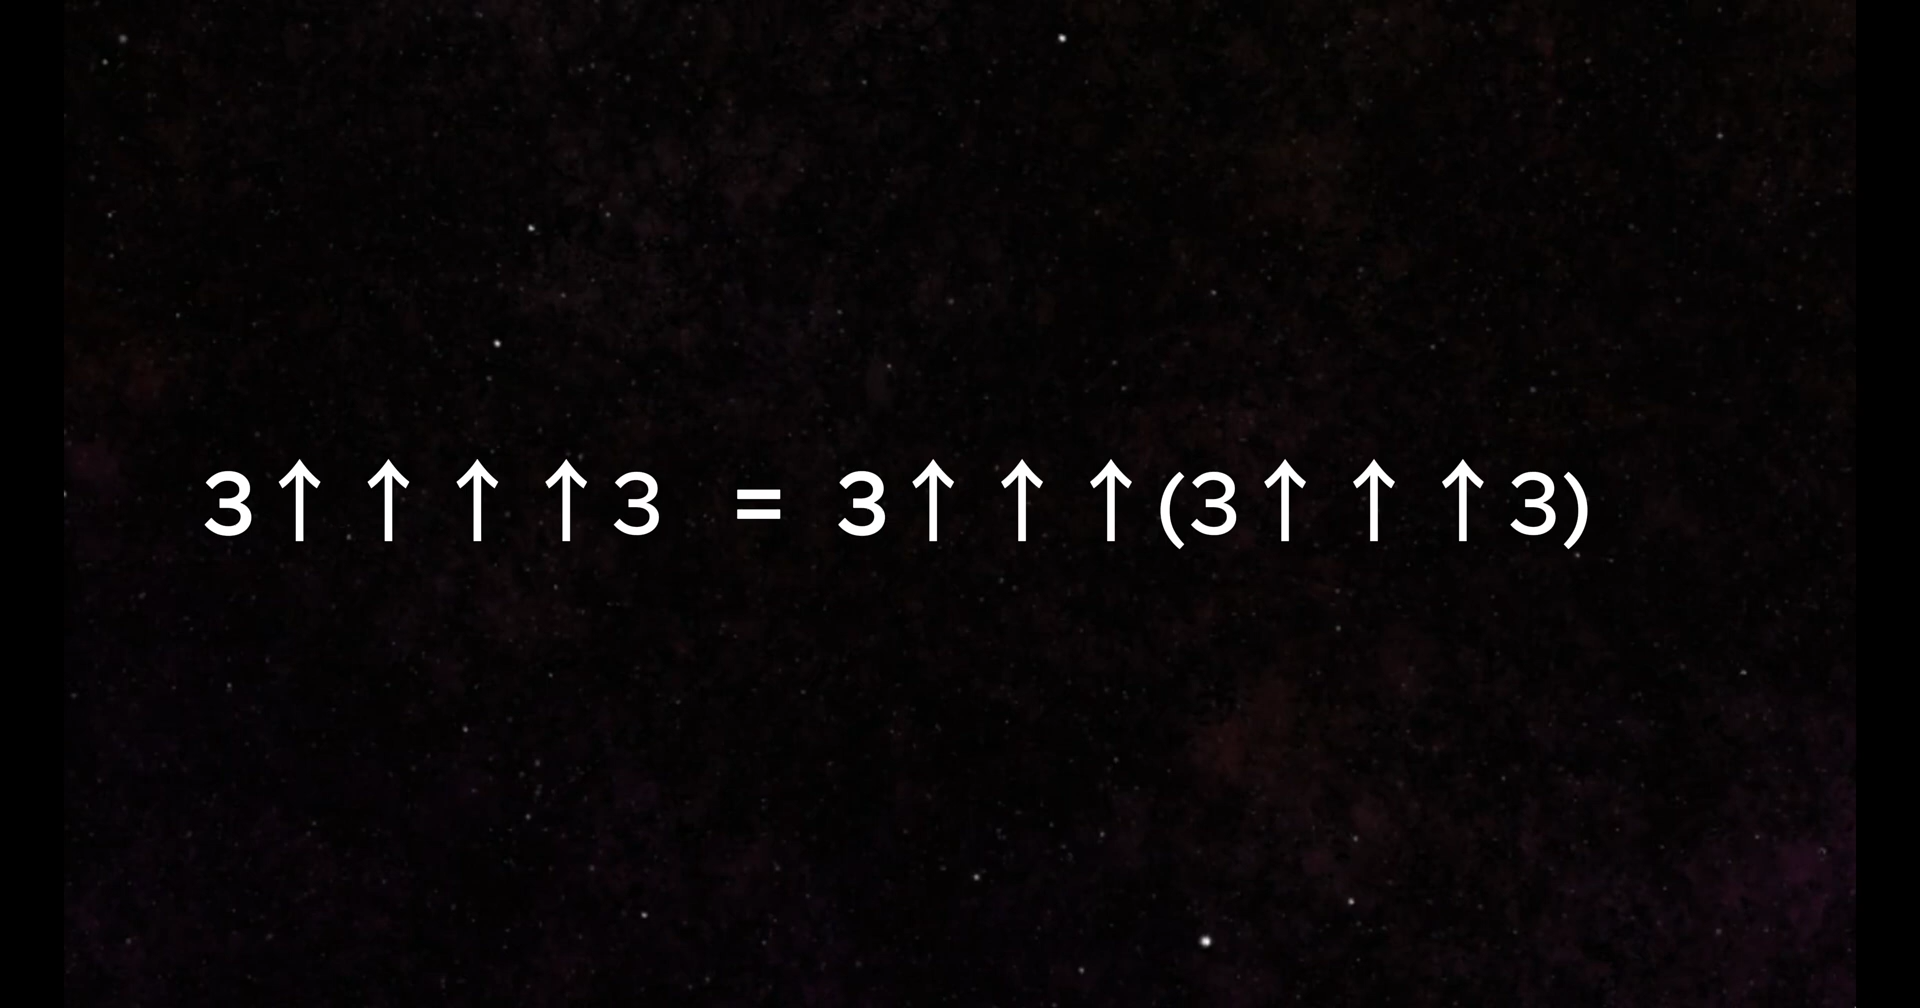 3↑ ↑ ↑ ↑3 = 3↑ ↑ ↑(3↑ ↑ ↑3)